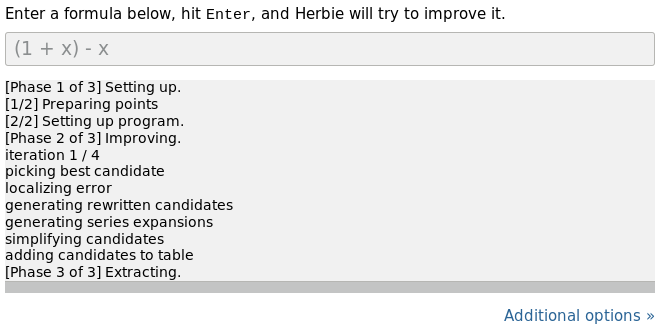 Enter a formula below, hit Enter, and Herbie will try to improve it.
(1 + x) - x
[Phase 1 of 3] Setting up.
[1/2] Preparing points
[2/2] Setting up program.
[Phase 2 of 3] Improving.
iteration 1 / 4
picking best candidate
localizing error
generating rewritten candidates
generating series expansions
simplifying candidates
adding candidates to table
[Phase 3 of 3] Extracting.
Additional options »